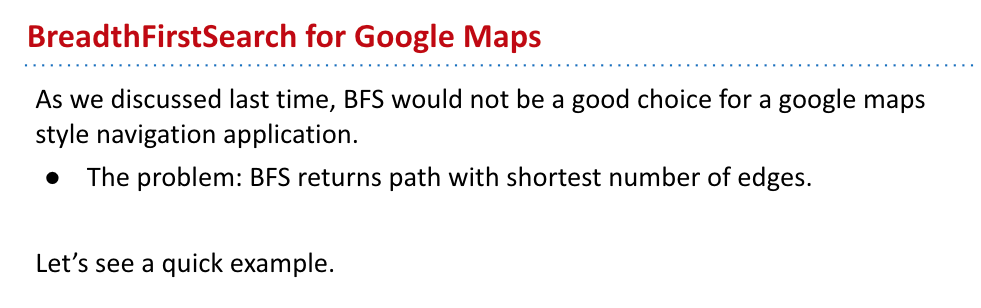 BreadthFirstSearch for Google Maps
As we discussed last time, BFS would not be a good choice for a google maps
style navigation application.
● The problem: BFS returns path with shortest number of edges.
Let’s see a quick example.